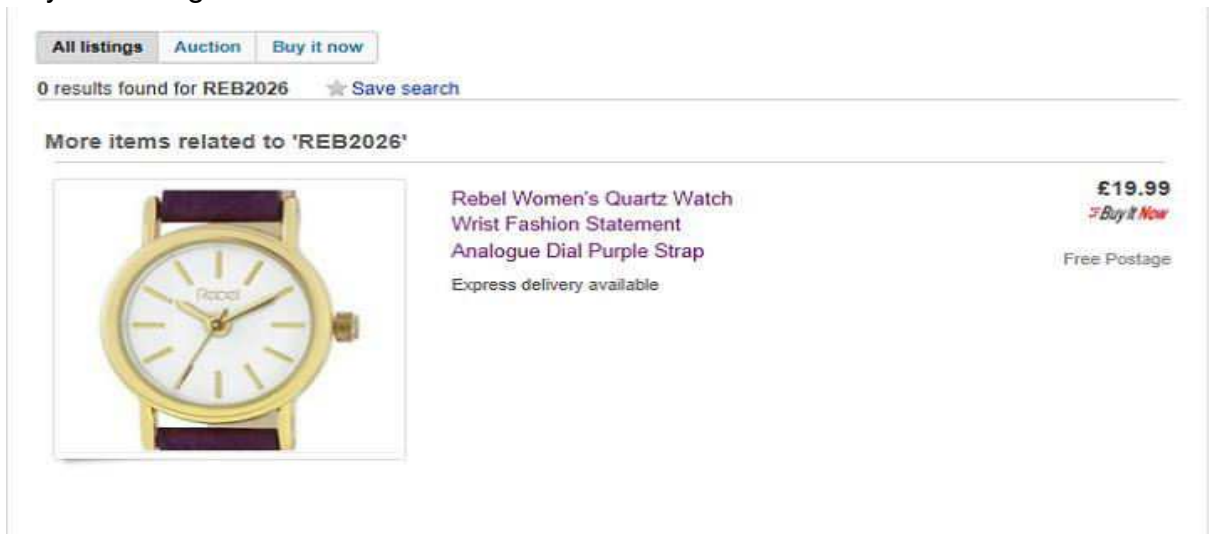 All listings Auction Buy it now
0 results found for REB2026 Save search
More items related to 'REB2026'
Rebel
Rebel Women's Quartz Watch
Wrist Fashion Statement
Analogue Dial Purple Strap
Express delivery available
£19.99
Buy It Now
Free Postage